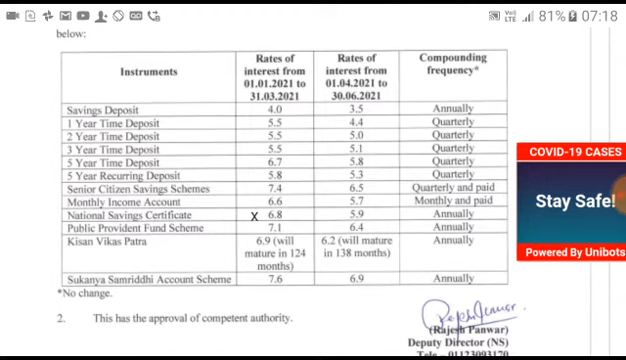 81% 07:18
below:
Instruments Rates of interest from 01.01.2021 to 31.03.2021 Rates of interest from 01.04.2021 to 30.06.2021 Compounding frequency*
Savings Deposit 4.0 3.5 Annually
1 Year Time Deposit 5.5 4.4 Quarterly
2 Year Time Deposit 5.5 5.0 Quarterly
3 Year Time Deposit 5.5 5.1 Quarterly
5 Year Time Deposit 6.7 5.8 Quarterly
5 Year Recurring Deposit 5.8 5.3 Quarterly
Senior Citizen Savings Schemes 7.4 6.5 Quarterly and paid
Monthly Income Account 6.6 5.7 Monthly and paid
National Savings Certificate X 6.8 5.9 Annually
Public Provident Fund Scheme 7.1 6.4 Annually
Kisan Vikas Patra 6.9 (will mature in 124 months) 6.2 (will mature in 138 months) Annually
Sukanya Samriddhi Account Scheme 7.6 6.9 Annually
*No change.
2. This has the approval of competent authority.
(Rajesh Panwar)
Deputy Director (NS)
Tele - 01123093170
COVID-19 CASES
Stay Safe!
Powered By Unibots